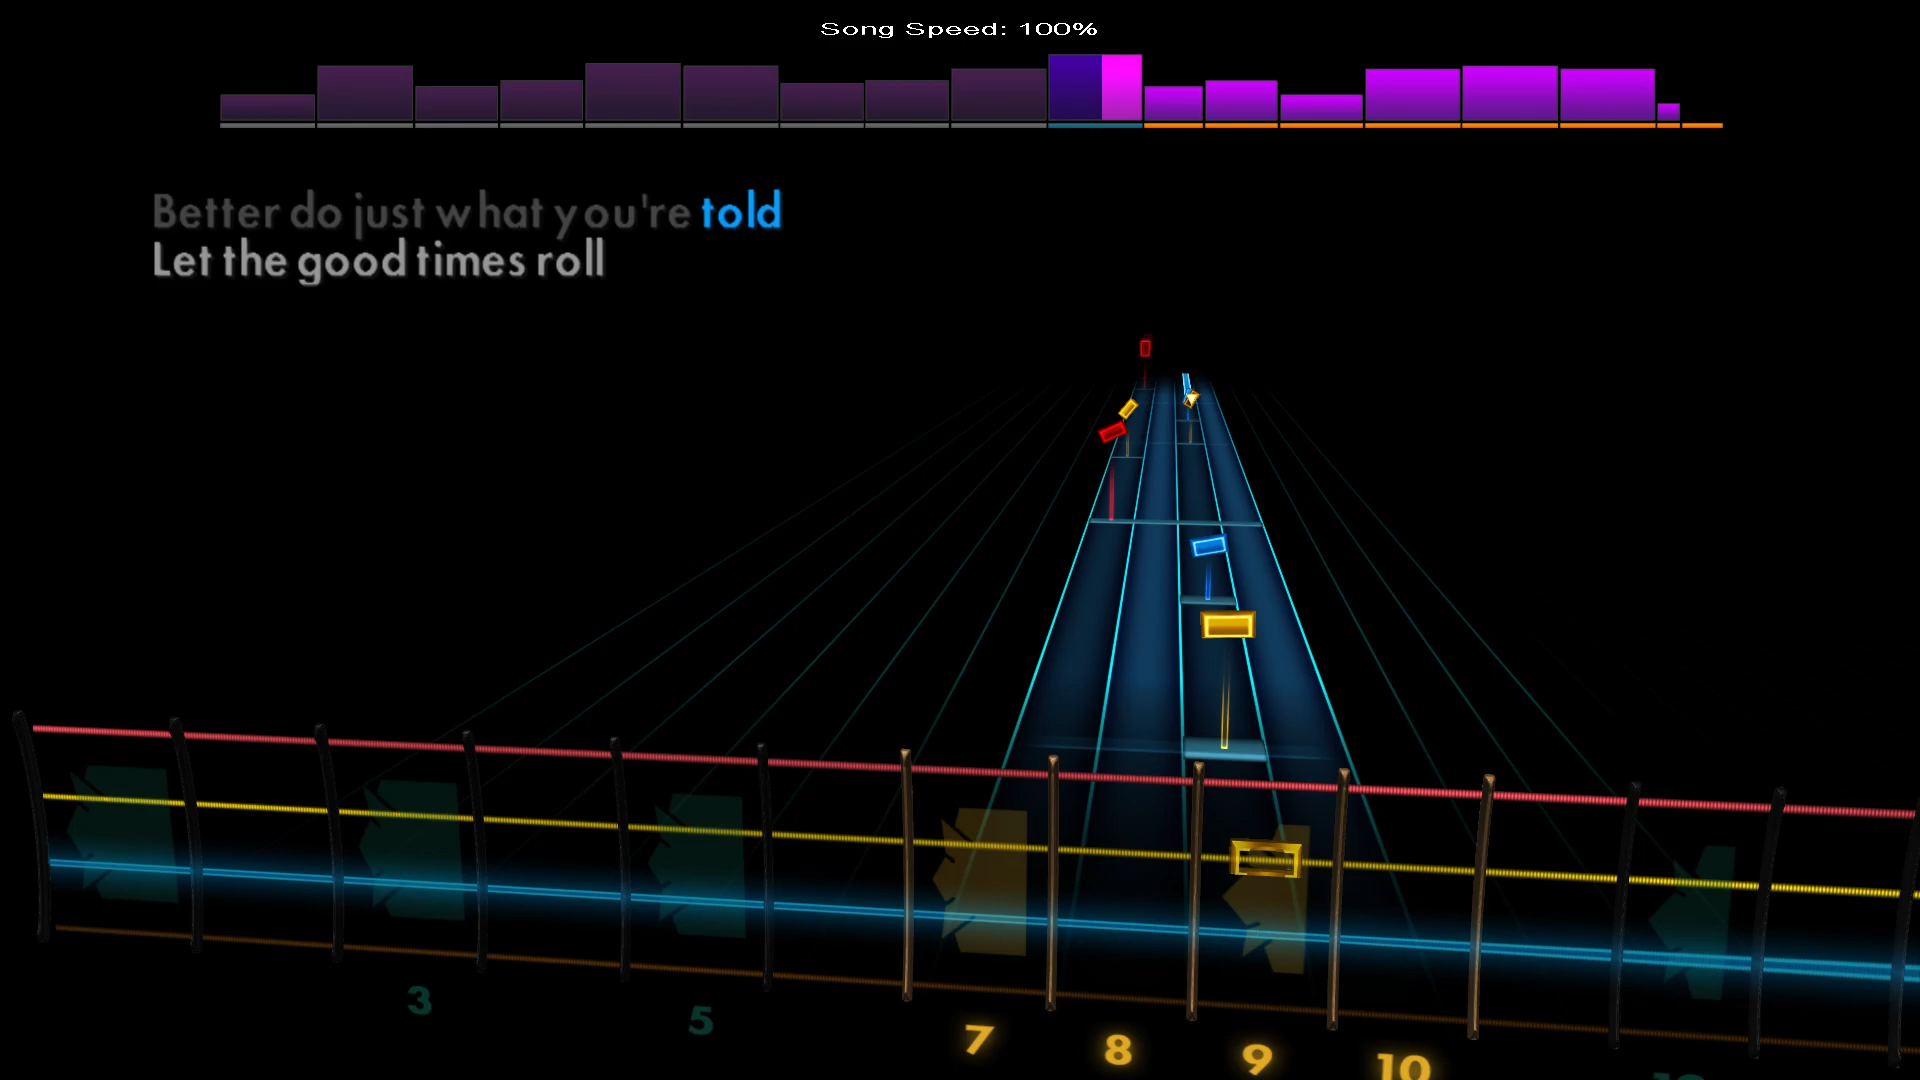 Song Speed: 100%
Better do just what you're told
Let the good times roll
3 5 7 8 9 10